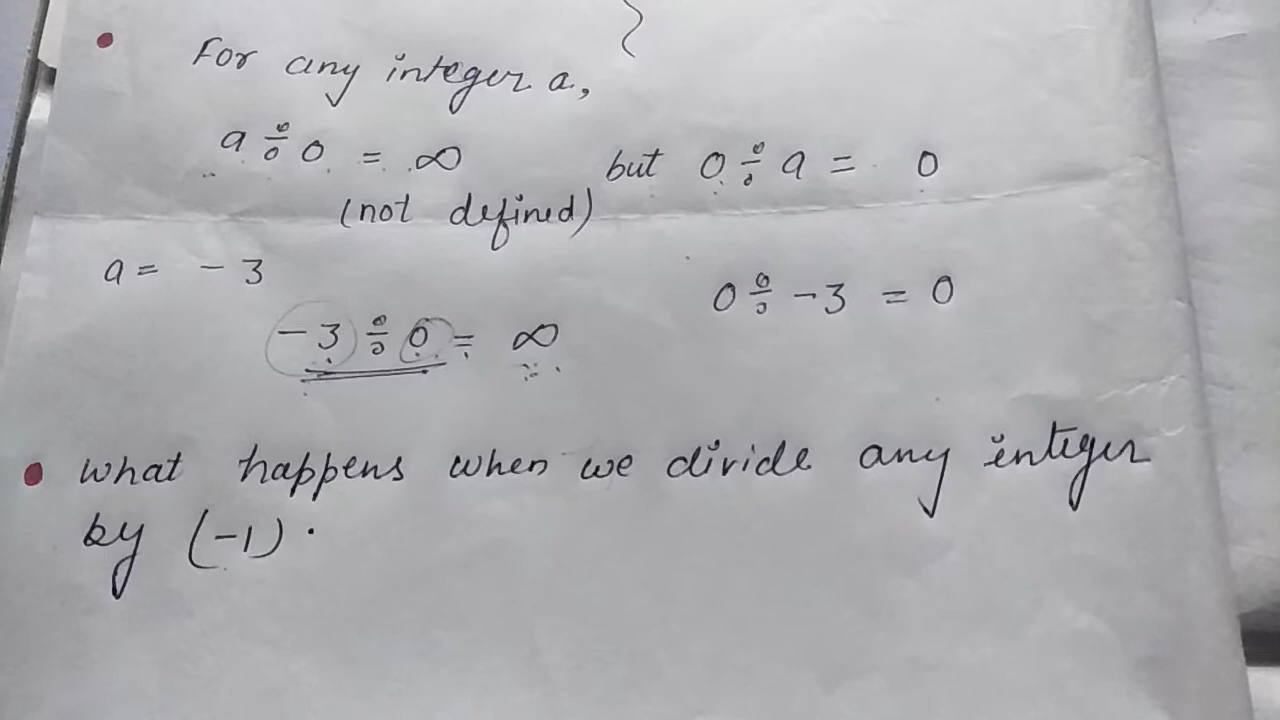 For any integer a,
a ÷ 0 = ∞ but 0 ÷ a = 0
(not defined)
a = - 3
0 ÷ -3 = 0
-3 ÷ 0 = ∞
what happens when we divide any integer
by (-1).